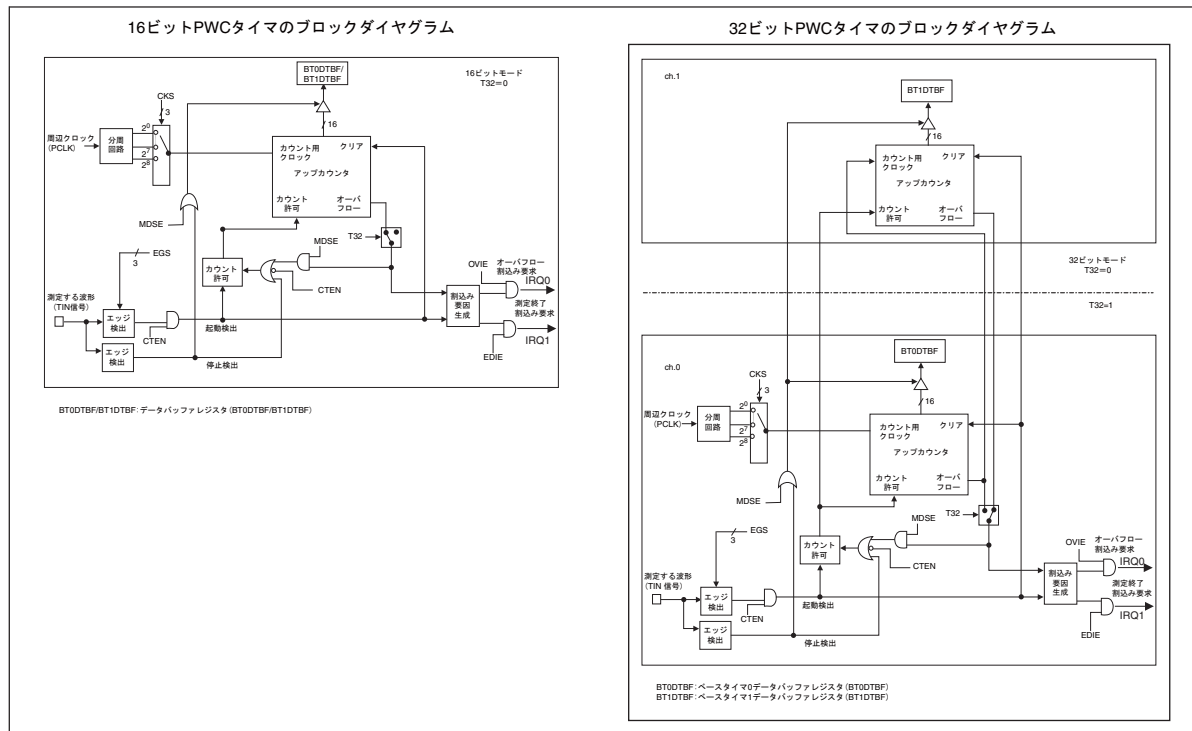 16ビットPWCタイマのブロックダイヤグラム
BT0DTBF/
BT1DTBF
16ビットモード
T32=0
CKS
3
16
周辺クロック
(PCLK)
分周
回路
2⁰
2⁷
2⁸
カウント用
クロック
クリア
アップカウンタ
カウント
許可
オーバ
フロー
MDSE
T32
EGS
3
MDSE
カウント
許可
CTEN
OVIE
オーバフロー
割込み要求
IRQ0
測定する波形
(TIN信号)
エッジ
検出
CTEN
起動検出
割込み
要因
生成
測定終了
割込み要求
IRQ1
エッジ
検出
停止検出
EDIE
BT0DTBF/BT1DTBF:データバッファレジスタ(BT0DTBF/BT1DTBF)
32ビットPWCタイマのブロックダイヤグラム
ch.1
BT1DTBF
16
カウント用
クロック
クリア
アップカウンタ
カウント
許可
オーバ
フロー
32ビットモード
T32=0
T32=1
ch.0
BT0DTBF
CKS
3
16
周辺クロック
(PCLK)
分周
回路
2⁰
2⁷
2⁸
カウント用
クロック
クリア
アップカウンタ
カウント
許可
オーバ
フロー
MDSE
T32
EGS
3
MDSE
カウント
許可
CTEN
OVIE
オーバフロー
割込み要求
IRQ0
測定する波形
(TIN 信号)
エッジ
検出
CTEN
起動検出
割込み
要因
生成
測定終了
割込み要求
IRQ1
エッジ
検出
停止検出
EDIE
BT0DTBF:ベースタイマ0データバッファレジスタ(BT0DTBF)
BT1DTBF:ベースタイマ1データバッファレジスタ(BT1DTBF)